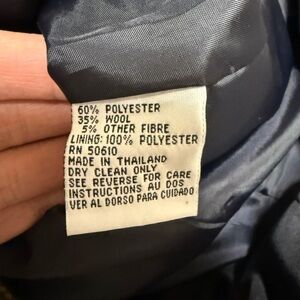 60% POLYESTER
35% WOOL
5% OTHER FIBRE
LINING: 100% POLYESTER
RN 50610
MADE IN THAILAND
DRY CLEAN ONLY
SEE REVERSE FOR CARE
INSTRUCTIONS AU DOS
VER AL DORSO PARA CUIDADO